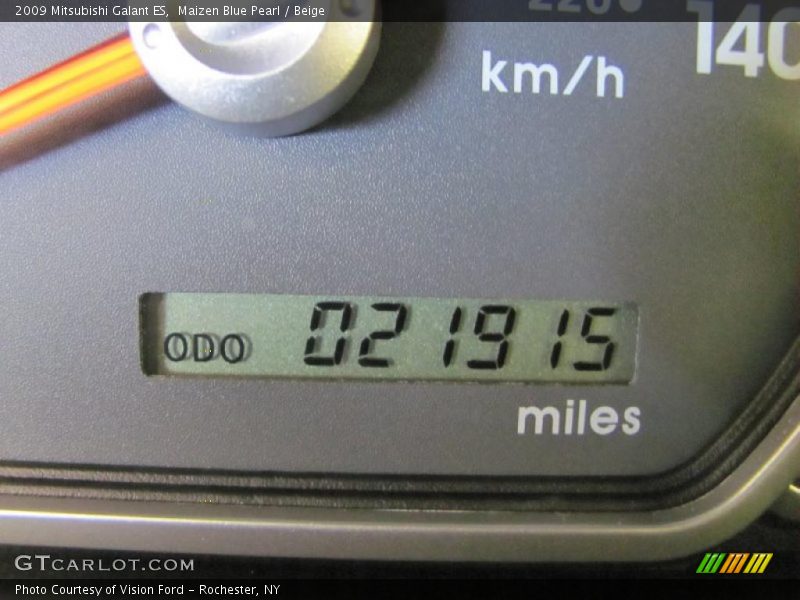 2009 Mitsubishi Galant ES, Maizen Blue Pearl / Beige
220
140
km/h
ODO 021915
miles
GTcarlot.com
Photo Courtesy of Vision Ford - Rochester, NY